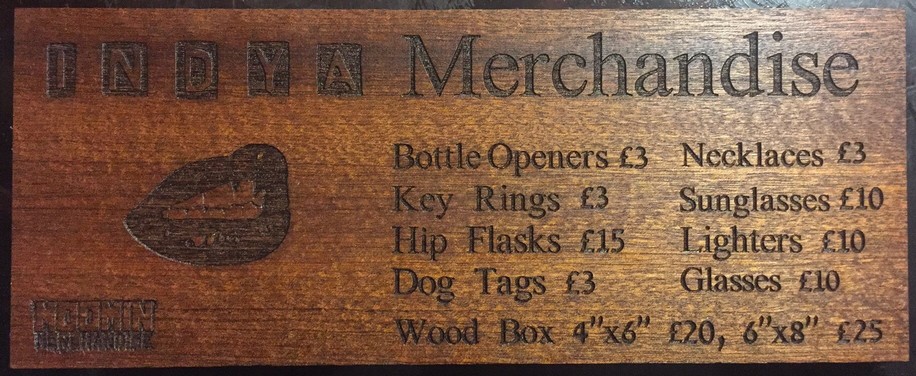 INDYA Merchandise
Bottle Openers £3 Necklaces £3
Key Rings £3 Sunglasses £10
Hip Flasks £15 Lighters £10
Dog Tags £3 Glasses £10
Wood Box 4"x6" £20, 6"x8" £25